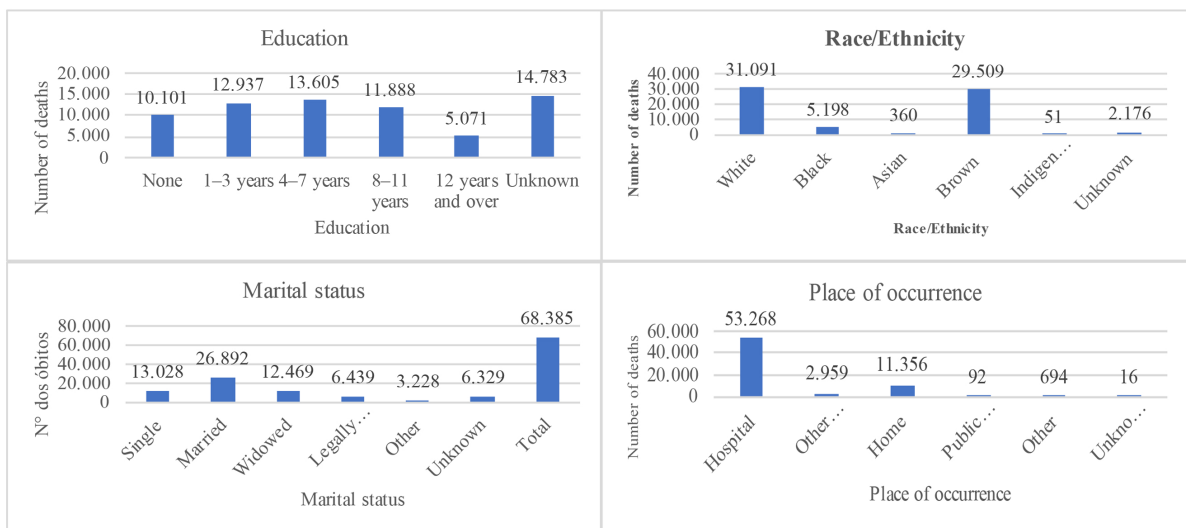 Education
Number of deaths
20.000
15.000
10.000
5.000
0
10.101
12.937
13.605
11.888
5.071
14.783
None
1–3 years
4–7 years
8–11
years
12 years
and over
Unknown
Education
Race/Ethnicity
Number of deaths
40.000
30.000
20.000
10.000
0
31.091
5.198
360
29.509
51
2.176
White
Black
Asian
Brown
Indigen…
Unknown
Race/Ethnicity
Marital status
N° dos óbitos
80.000
60.000
40.000
20.000
0
13.028
26.892
12.469
6.439
3.228
6.329
68.385
Single
Married
Widowed
Legally…
Other
Unknown
Total
Marital status
Place of occurrence
Number of deaths
60.000
40.000
20.000
0
53.268
2.959
11.356
92
694
16
Hospital
Other…
Home
Public…
Other
Unkno…
Place of occurrence